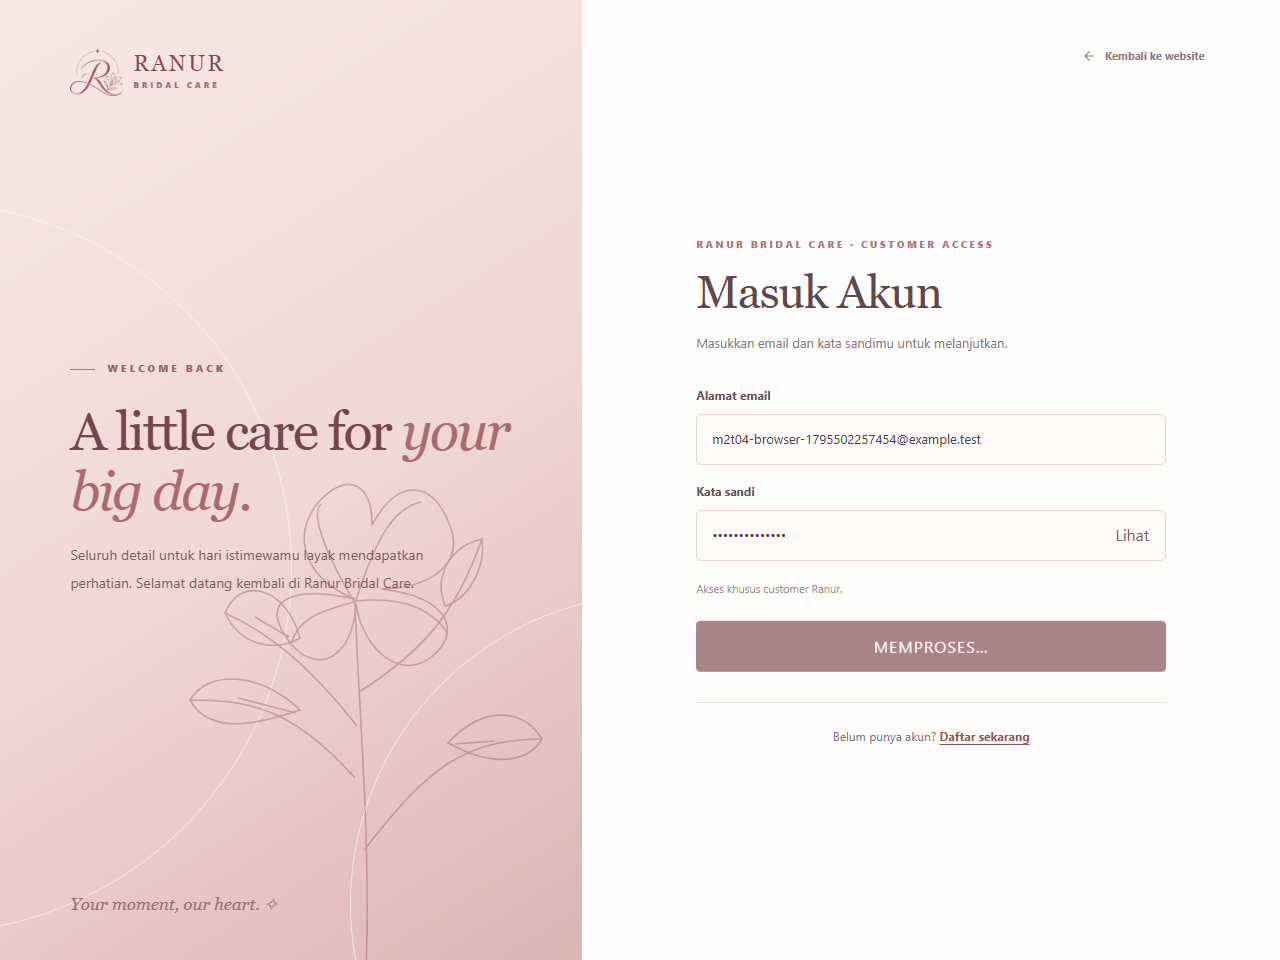 RANUR
BRIDAL CARE
WELCOME BACK
A little care for your
big day.
Seluruh detail untuk hari istimewamu layak mendapatkan
perhatian. Selamat datang kembali di Ranur Bridal Care.
Your moment, our heart. ✧
← Kembali ke website
RANUR BRIDAL CARE • CUSTOMER ACCESS
Masuk Akun
Masukkan email dan kata sandimu untuk melanjutkan.
Alamat email
m2t04-browser-1795502257454@example.test
Kata sandi
••••••••••••••
Lihat
Akses khusus customer Ranur.
MEMPROSES...
Belum punya akun? Daftar sekarang